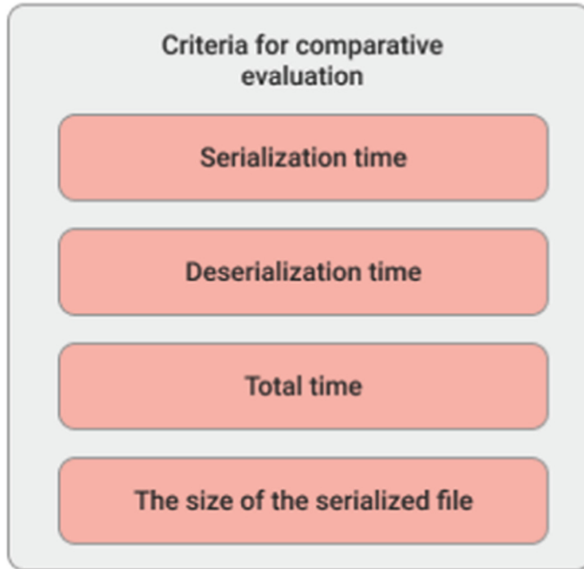 Criteria for comparative
evaluation
Serialization time
Deserialization time
Total time
The size of the serialized file